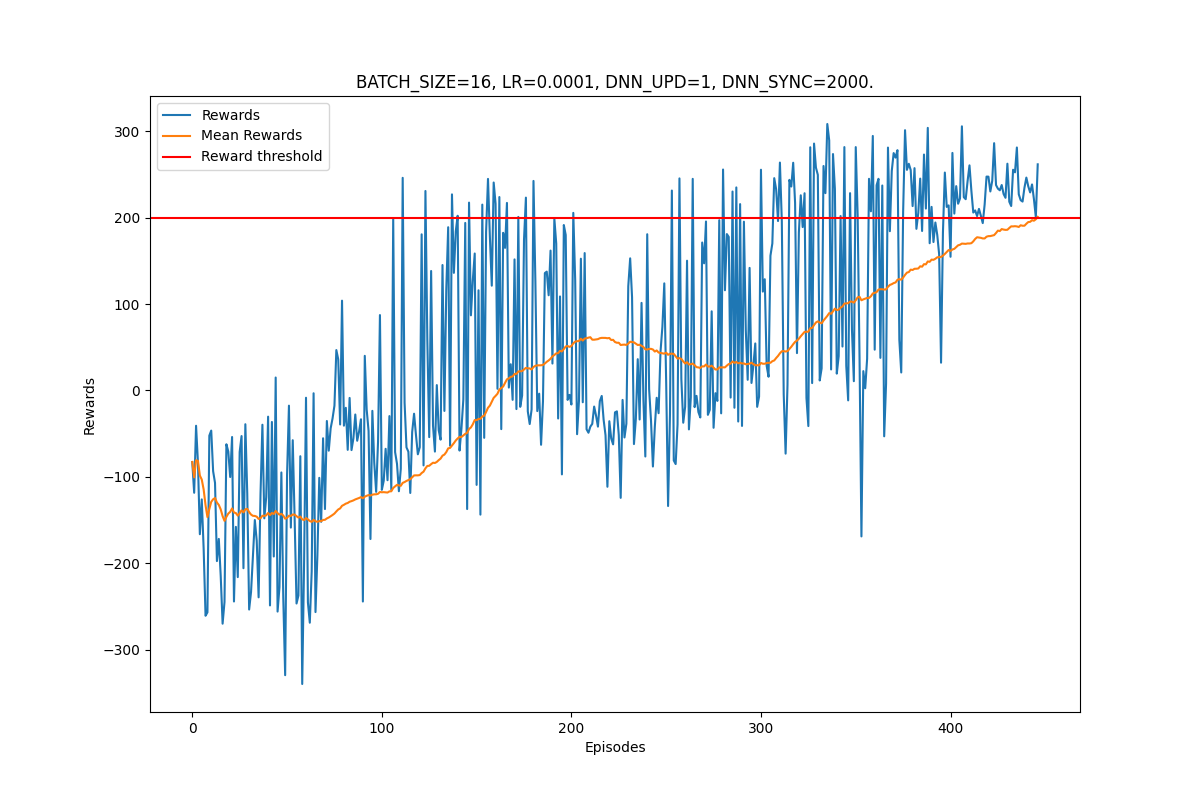 BATCH_SIZE=16, LR=0.0001, DNN_UPD=1, DNN_SYNC=2000.
Rewards
Mean Rewards
Reward threshold
300
200
100
0
−100
−200
−300
Rewards
0 100 200 300 400
Episodes